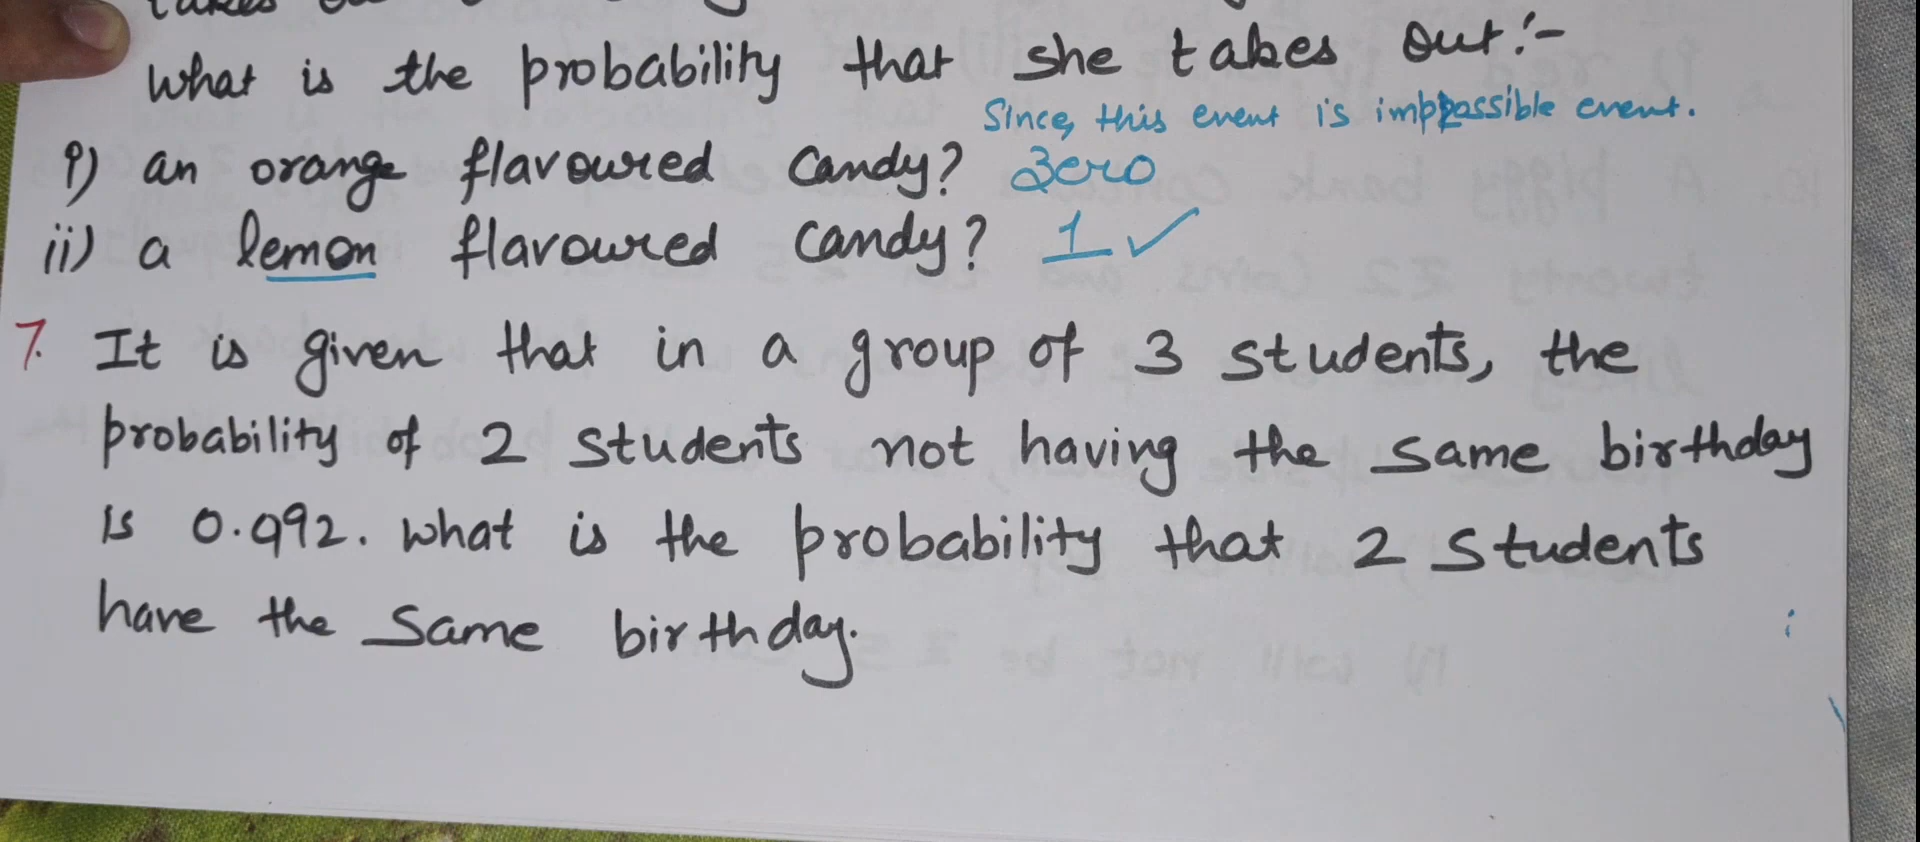 takes
What is the probability that she takes out:-
Since, this event is impossible event.
i) an orange flavoured candy? Zero
ii) a lemon flavoured candy? 1 ✓
7. It is given that in a group of 3 students, the
probability of 2 students not having the same birthday
is 0.992. What is the probability that 2 students
have the same birthday.